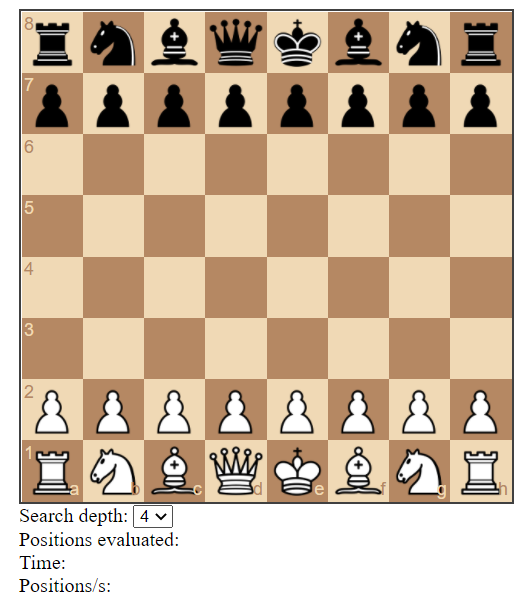 8
7
6
5
4
3
2
1
a b c d e f g h
Search depth: 4
Positions evaluated:
Time:
Positions/s: